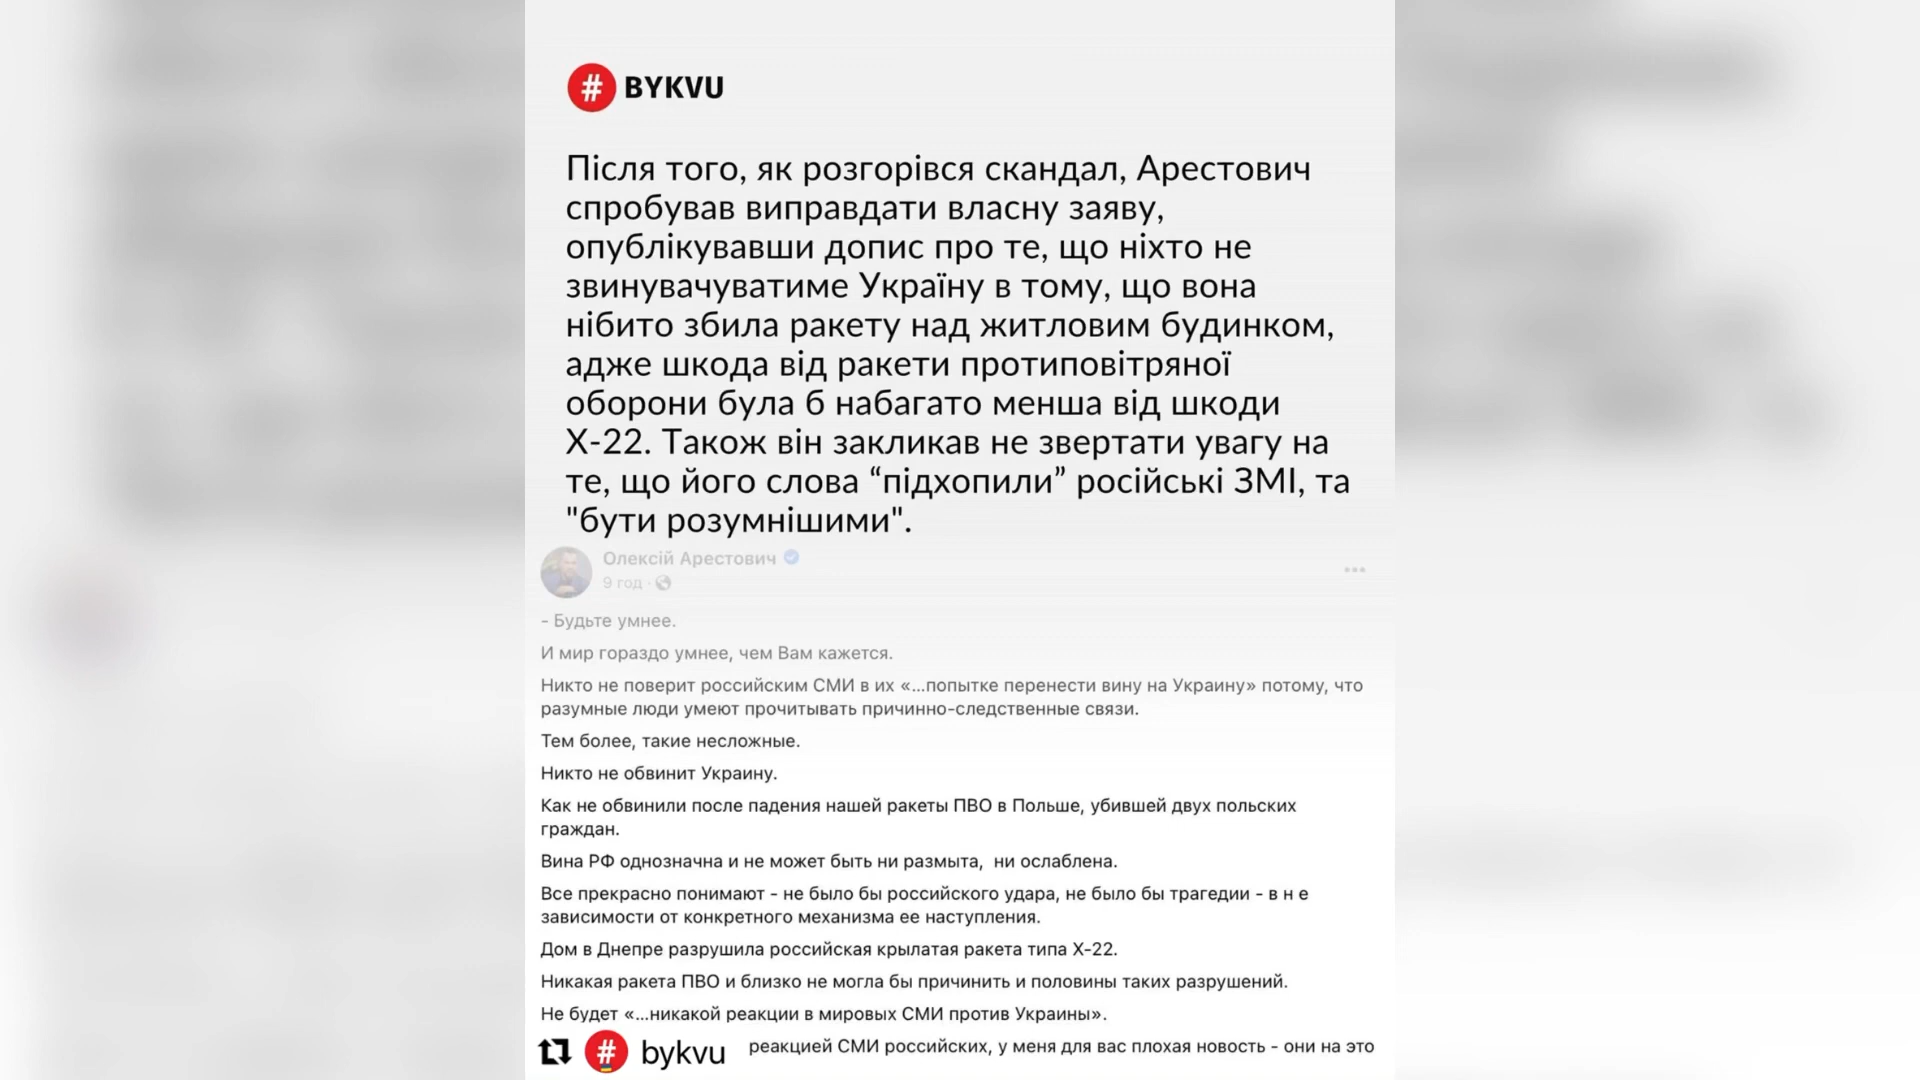 # BYKVU
Після того, як розгорівся скандал, Арестович
спробував виправдати власну заяву,
опублікувавши допис про те, що ніхто не
звинувачуватиме Україну в тому, що вона
нібито збила ракету над житловим будинком,
адже шкода від ракети протиповітряної
оборони була б набагато менша від шкоди
Х-22. Також він закликав не звертати увагу на
те, що його слова “підхопили” російські ЗМІ, та
"бути розумнішими".
Олексій Арестович
9 год ·
- Будьте умнее.
И мир гораздо умнее, чем Вам кажется.
Никто не поверит российским СМИ в их «...попытке перенести вину на Украину» потому, что
разумные люди умеют прочитывать причинно-следственные связи.
Тем более, такие несложные.
Никто не обвинит Украину.
Как не обвинили после падения нашей ракеты ПВО в Польше, убившей двух польских
граждан.
Вина РФ однозначна и не может быть ни размыта,  ни ослаблена.
Все прекрасно понимают - не было бы российского удара, не было бы трагедии - в н е
зависимости от конкретного механизма ее наступления.
Дом в Днепре разрушила российская крылатая ракета типа Х-22.
Никакая ракета ПВО и близко не могла бы причинить и половины таких разрушений.
Не будет «...никакой реакции в мировых СМИ против Украины».
# bykvu реакцией СМИ российских, у меня для вас плохая новость - они на это